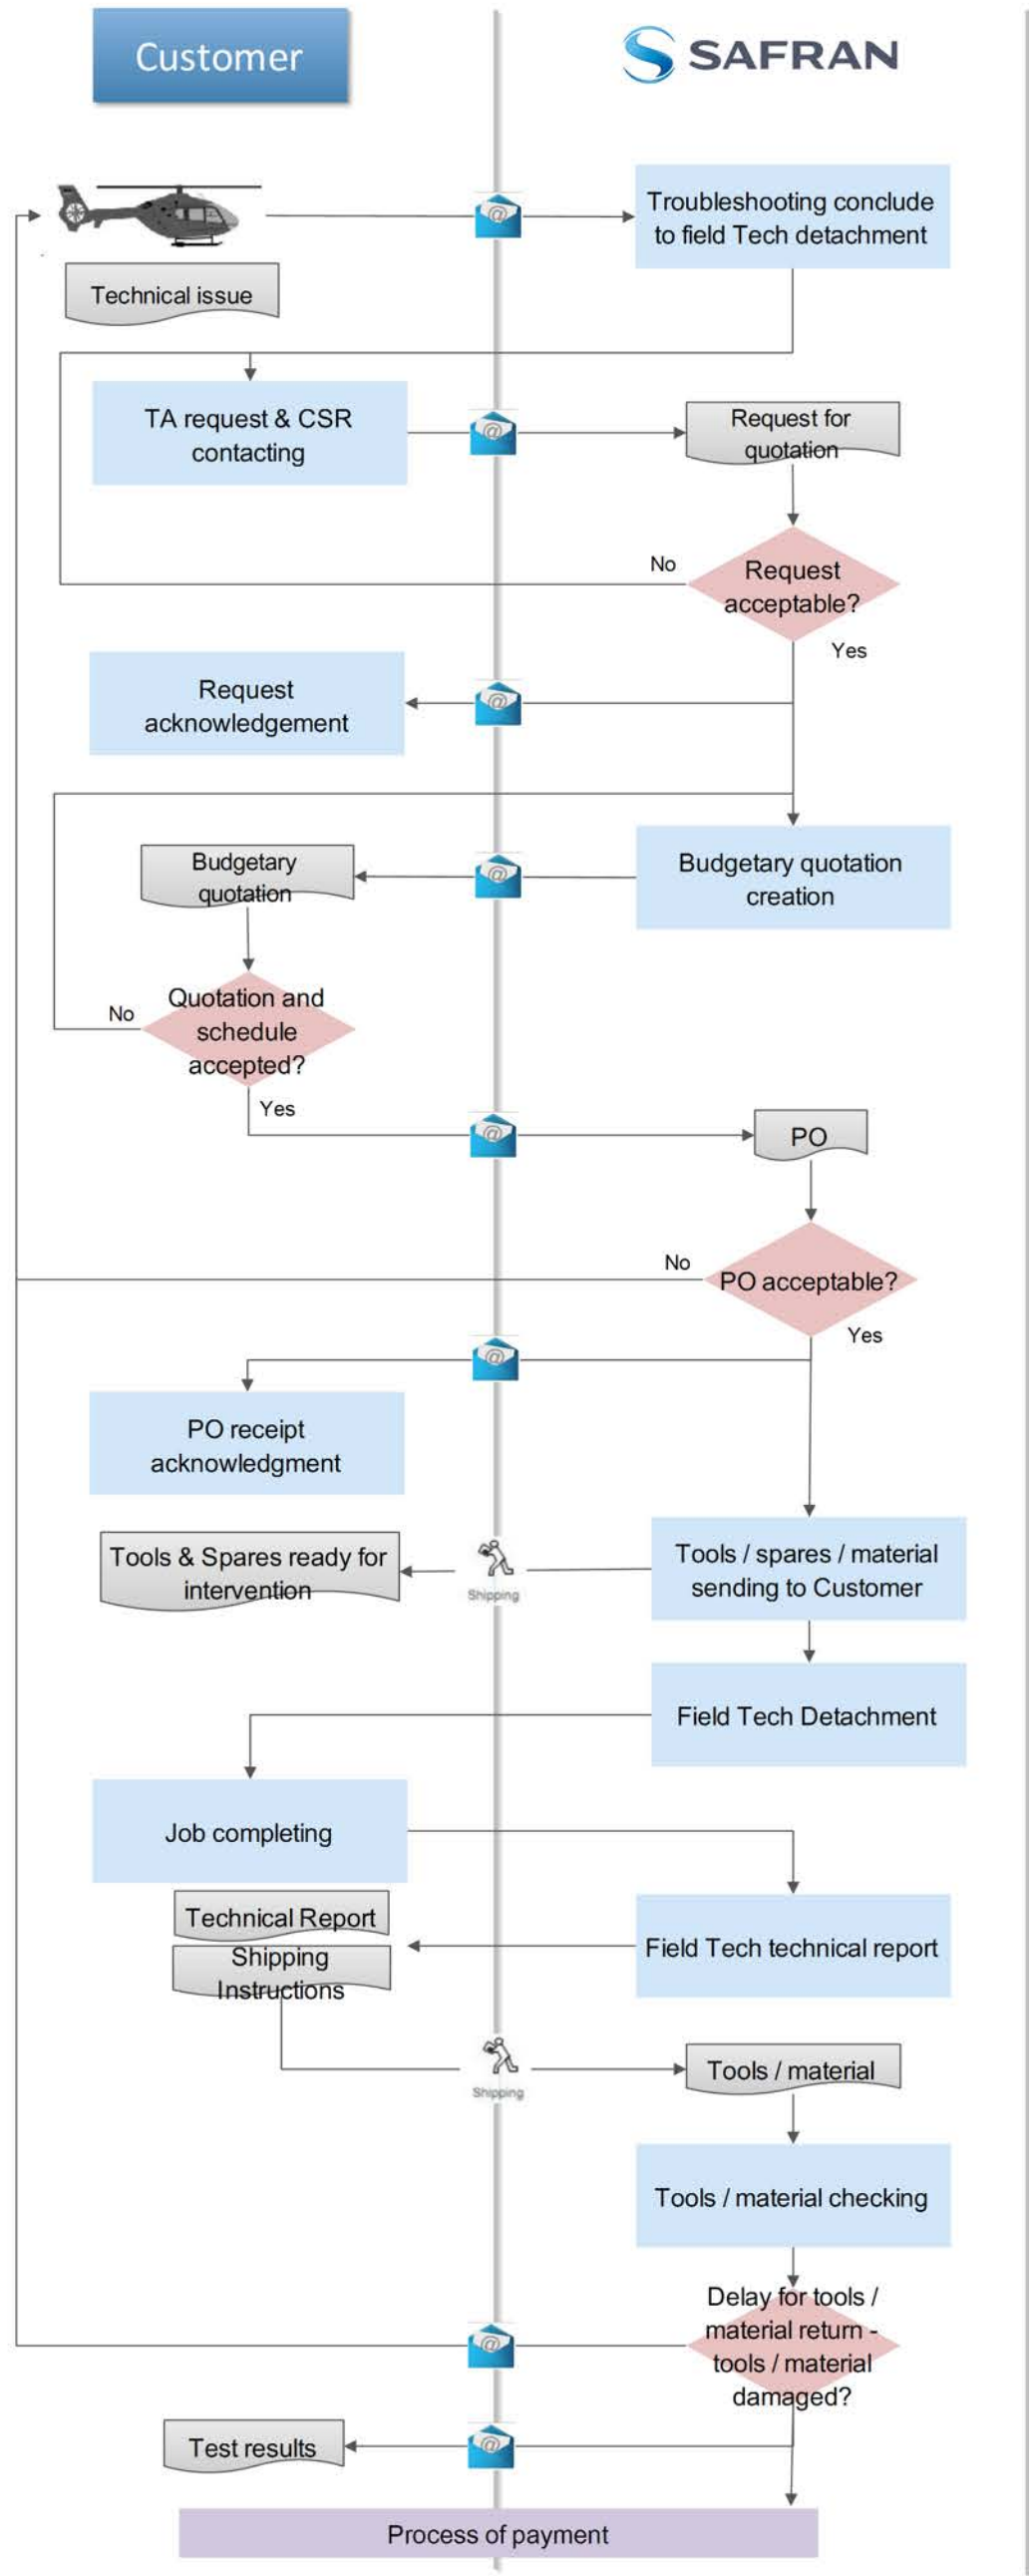 Customer
SAFRAN
@
Troubleshooting conclude
to field Tech detachment
Technical issue
TA request & CSR
contacting
@
Request for
quotation
No
Request
acceptable?
Yes
Request
acknowledgement
@
Budgetary
quotation
@
Budgetary quotation
creation
No
Quotation and
schedule
accepted?
Yes
@
PO
No
PO acceptable?
Yes
@
PO receipt
acknowledgment
Tools & Spares ready for
intervention
Shipping
Tools / spares / material
sending to Customer
Field Tech Detachment
Job completing
Technical Report
Shipping
Instructions
Field Tech technical report
Shipping
Tools / material
Tools / material checking
Delay for tools /
material return -
tools / material
damaged?
@
Test results
@
Process of payment